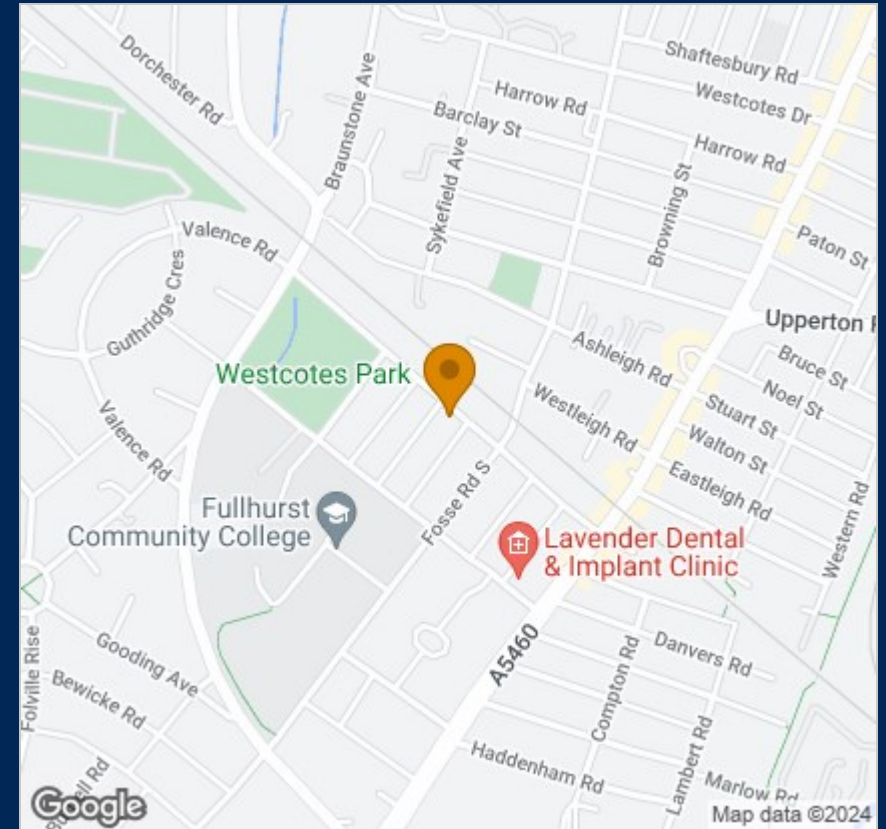 Dorchester Rd
Braunstone Ave
Shaftesbury Rd
Westcotes Dr
Harrow Rd
Barclay St
Harrow Rd
Sykefield Ave
Browning St
Paton St
Valence Rd
Guthridge Cres
Upperton
Westcotes Park
Ashleigh Rd
Bruce St
Noel St
Stuart St
Westleigh Rd
Walton St
Valence Rd
Eastleigh Rd
Fosse Rd S
Western Rd
Fullhurst
Community College
Lavender Dental
& Implant Clinic
Folville Rise
Gooding Ave
Bewicke Rd
A5460
Compton Rd
Danvers Rd
Lambert Rd
Haddenham Rd
Marlow Rd
Rd
Google
Map data ©2024